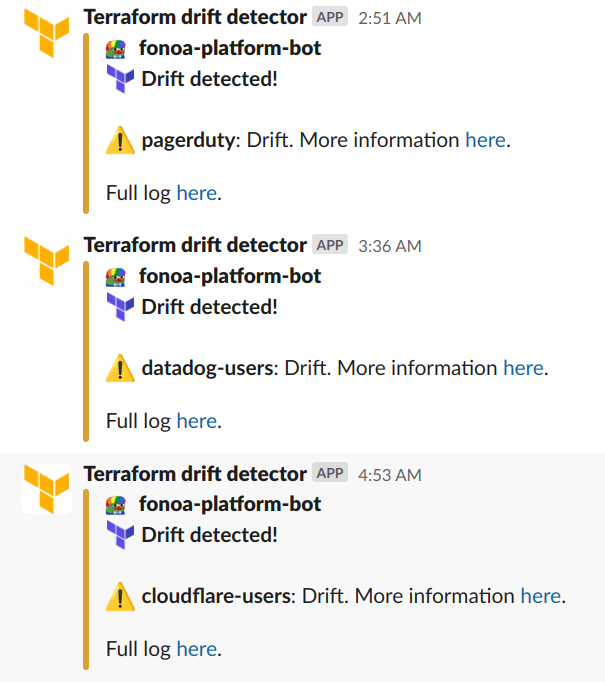 Terraform drift detector APP 2:51 AM
fonoa-platform-bot
Drift detected!
pagerduty: Drift. More information here.
Full log here.
Terraform drift detector APP 3:36 AM
fonoa-platform-bot
Drift detected!
datadog-users: Drift. More information here.
Full log here.
Terraform drift detector APP 4:53 AM
fonoa-platform-bot
Drift detected!
cloudflare-users: Drift. More information here.
Full log here.